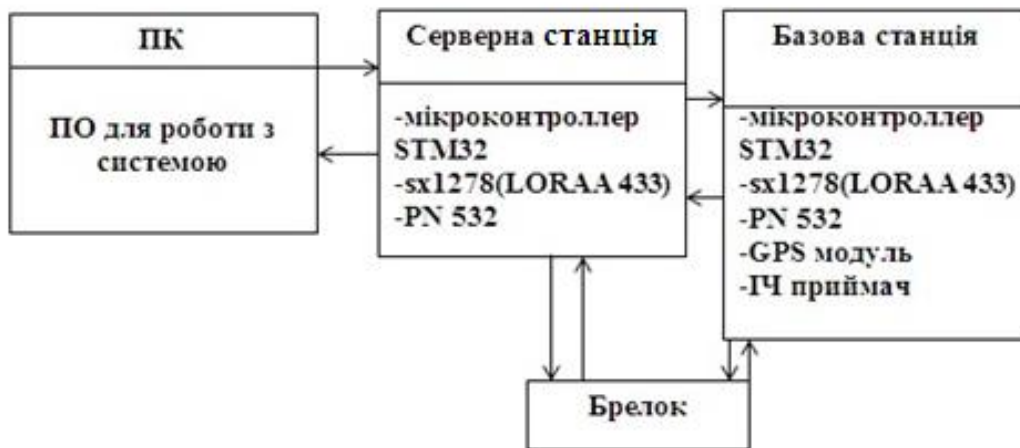 ПК
ПО для роботи з
системою
Серверна станція
-мікроконтроллер
STM32
-sx1278(LORAA 433)
-PN 532
Базова станція
-мікроконтроллер
STM32
-sx1278(LORAA 433)
-PN 532
-GPS модуль
-ІЧ приймач
Брелок